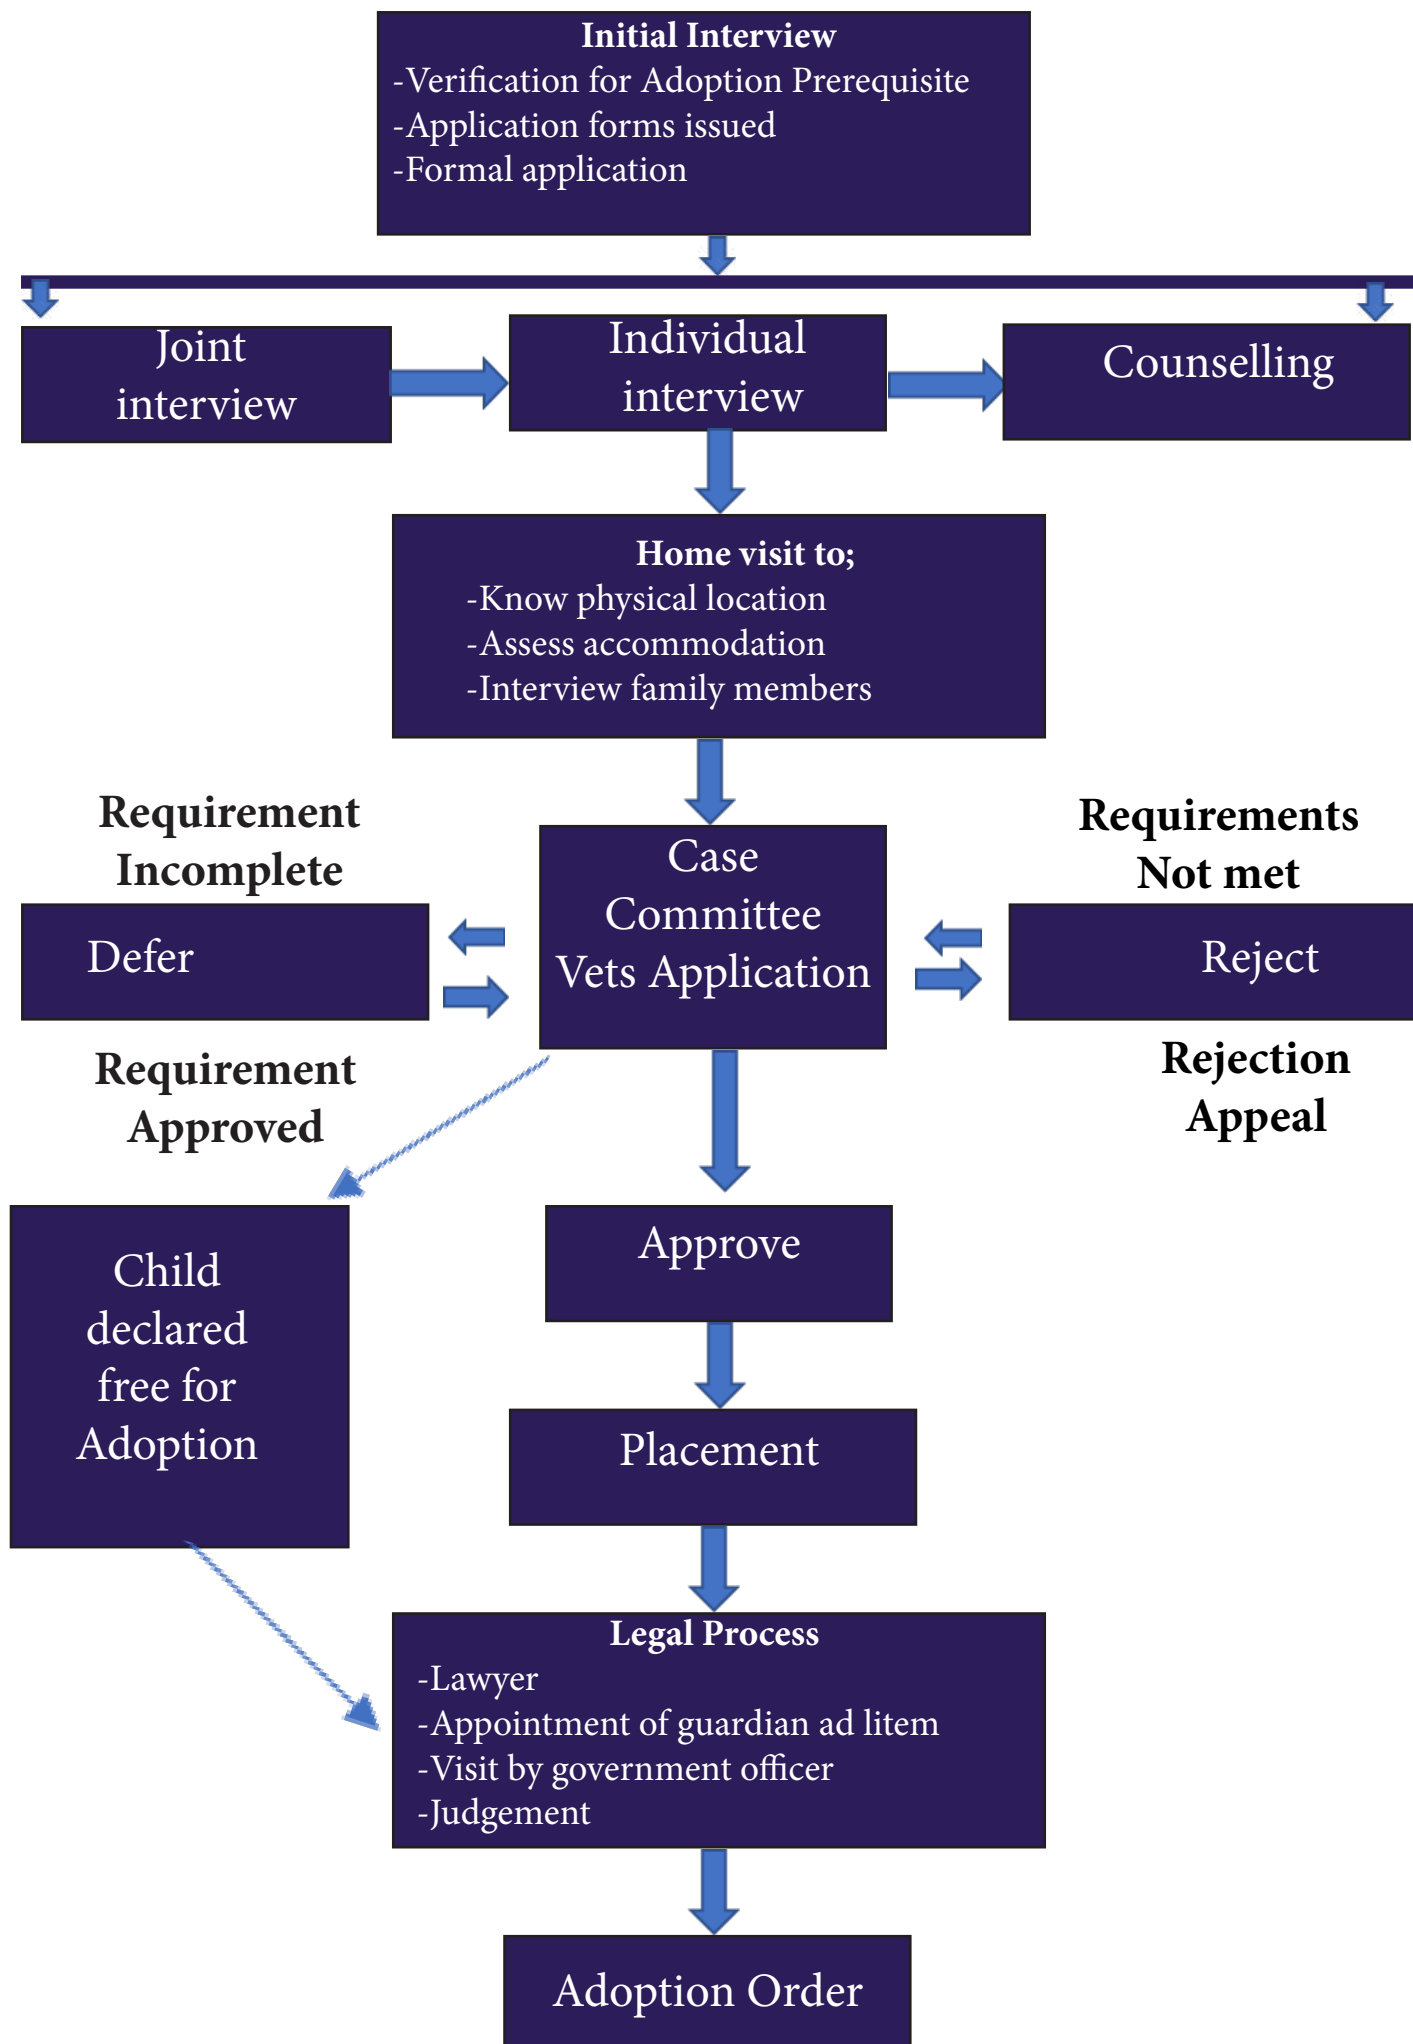 Initial Interview
-Verification for Adoption Prerequisite
-Application forms issued
-Formal application
Joint
interview
Individual
interview
Counselling
Home visit to;
-Know physical location
-Assess accommodation
-Interview family members
Requirement
Incomplete
Defer
Requirement
Approved
Case
Committee
Vets Application
Requirements
Not met
Reject
Rejection
Appeal
Child
declared
free for
Adoption
Approve
Placement
Legal Process
-Lawyer
-Appointment of guardian ad litem
-Visit by government officer
-Judgement
Adoption Order